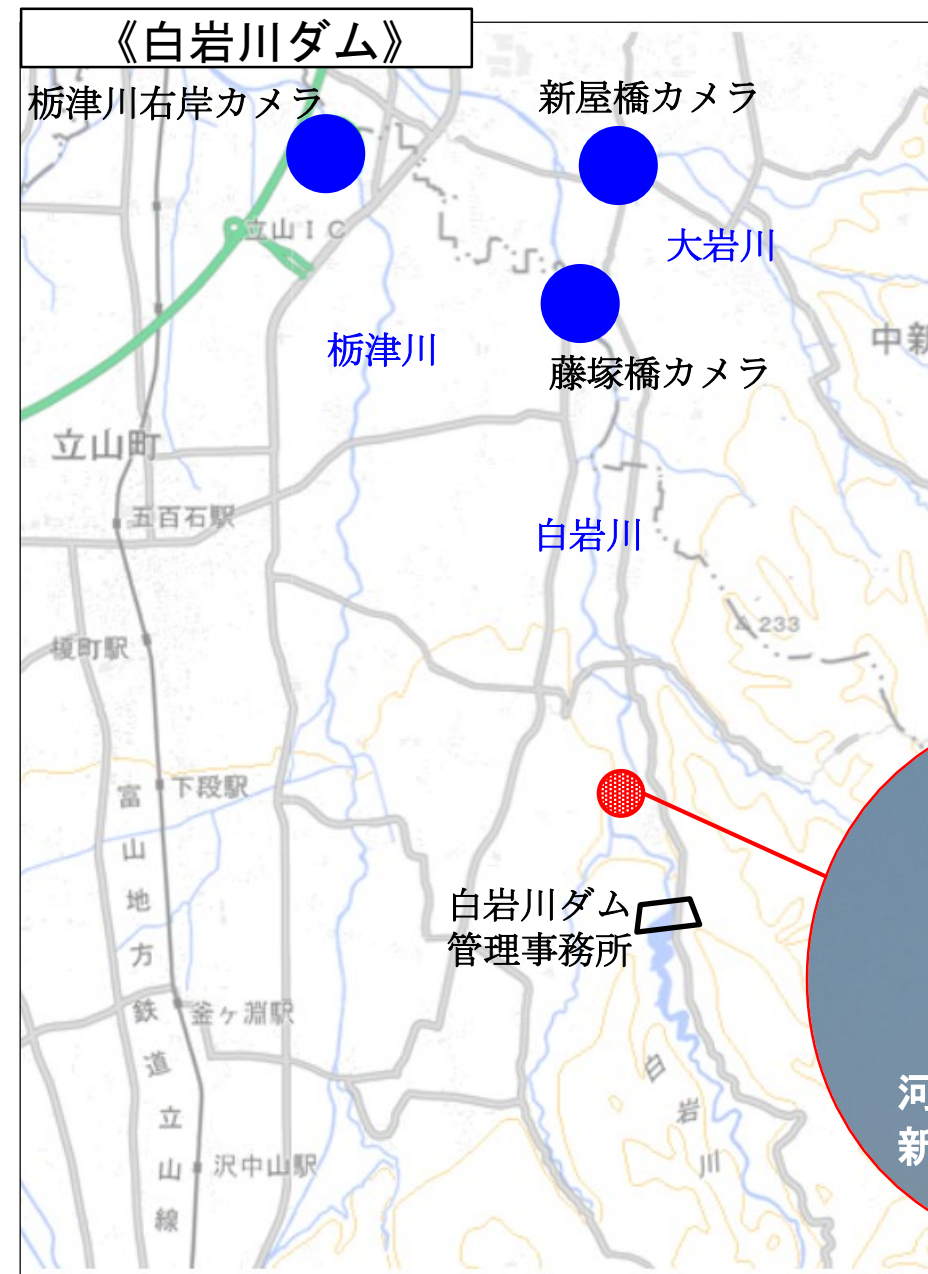 《白岩川ダム》
栃津川右岸カメラ
新屋橋カメラ
立山IC
大岩川
栃津川
藤塚橋カメラ
中新
立山町
五百石駅
白岩川
233
榎町駅
下段駅
白岩川ダム
管理事務所
富山地方鉄道立山線
釜ヶ淵駅
白岩川
沢中山駅
河
新